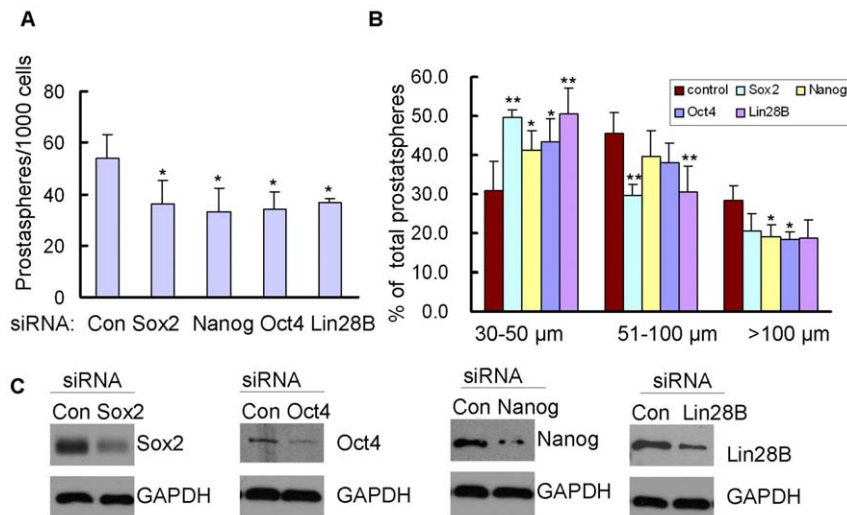 A
Prostaspheres/1000 cells
80
60
40
20
0
* * * *
siRNA: Con Sox2 Nanog Oct4 Lin28B
B
% of total prostatspheres
60.0
50.0
40.0
30.0
20.0
10.0
0.0
control Sox2 Nanog
Oct4 Lin28B
** * * **
** **
* *
30-50 µm 51-100 µm >100 µm
C
siRNA
Con Sox2
Sox2
GAPDH
siRNA
Con Oct4
Oct4
GAPDH
siRNA
Con Nanog
Nanog
GAPDH
siRNA
Con Lin28B
Lin28B
GAPDH